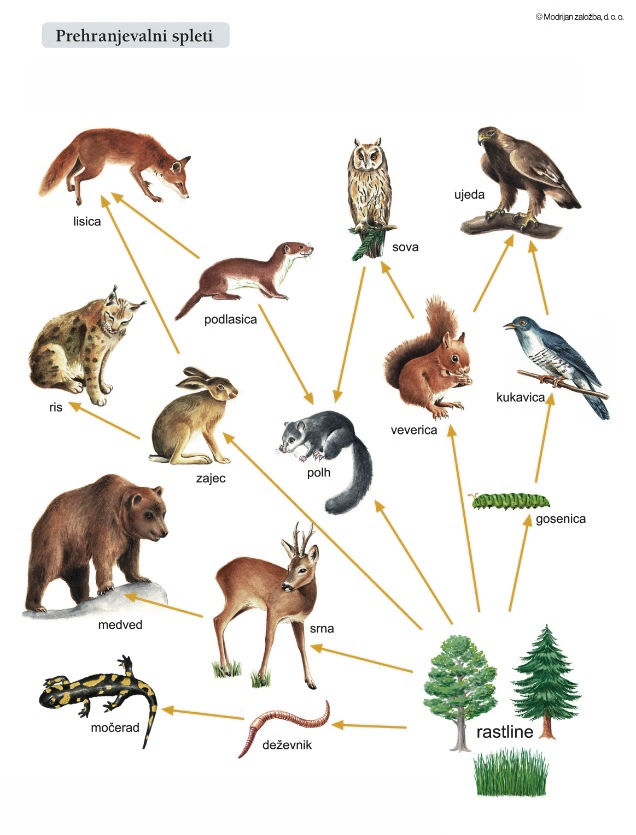 © Modrijan založba, d. o. o.
Prehranjevalni spleti
lisica
podlasica
sova
ujeda
ris
zajec
polh
veverica
kukavica
gosenica
medved
srna
močerad
deževnik
rastline